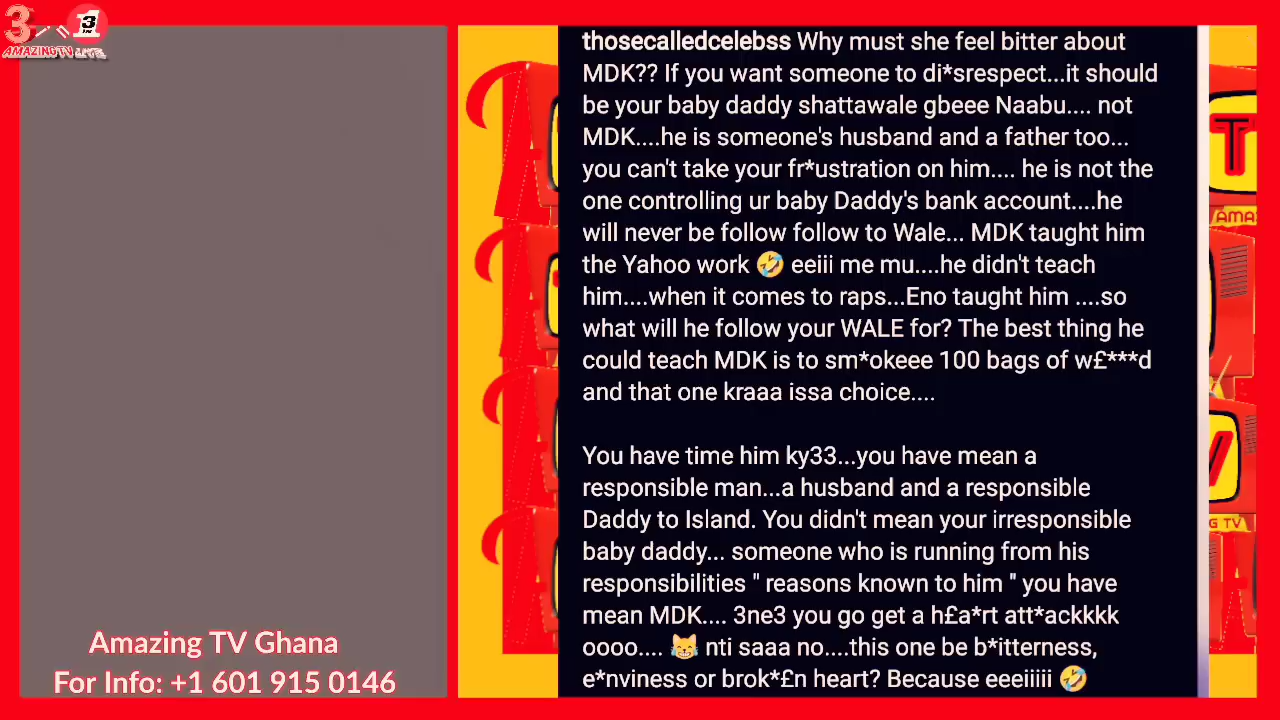 3
3
AMAZING TV LIVE
thosecalledcelebss Why must she feel bitter about
MDK?? If you want someone to di*srespect...it should
be your baby daddy shattawale gbeee Naabu.... not
MDK....he is someone's husband and a father too...
you can't take your fr*ustration on him.... he is not the
one controlling ur baby Daddy's bank account....he
will never be follow follow to Wale... MDK taught him
the Yahoo work 🤣 eeiii me mu....he didn't teach
him....when it comes to raps...Eno taught him ....so
what will he follow your WALE for? The best thing he
could teach MDK is to sm*okeee 100 bags of w£***d
and that one kraaa issa choice....
You have time him ky33...you have mean a
responsible man...a husband and a responsible
Daddy to Island. You didn't mean your irresponsible
baby daddy... someone who is running from his
responsibilities " reasons known to him " you have
mean MDK.... 3ne3 you go get a h£a*rt att*ackkkk
oooo.... 😹 nti saaa no....this one be b*itterness,
e*nviness or brok*£n heart? Because eeeiiiii 🤣
T
AMA
V
G TV
Amazing TV Ghana
For Info: +1 601 915 0146